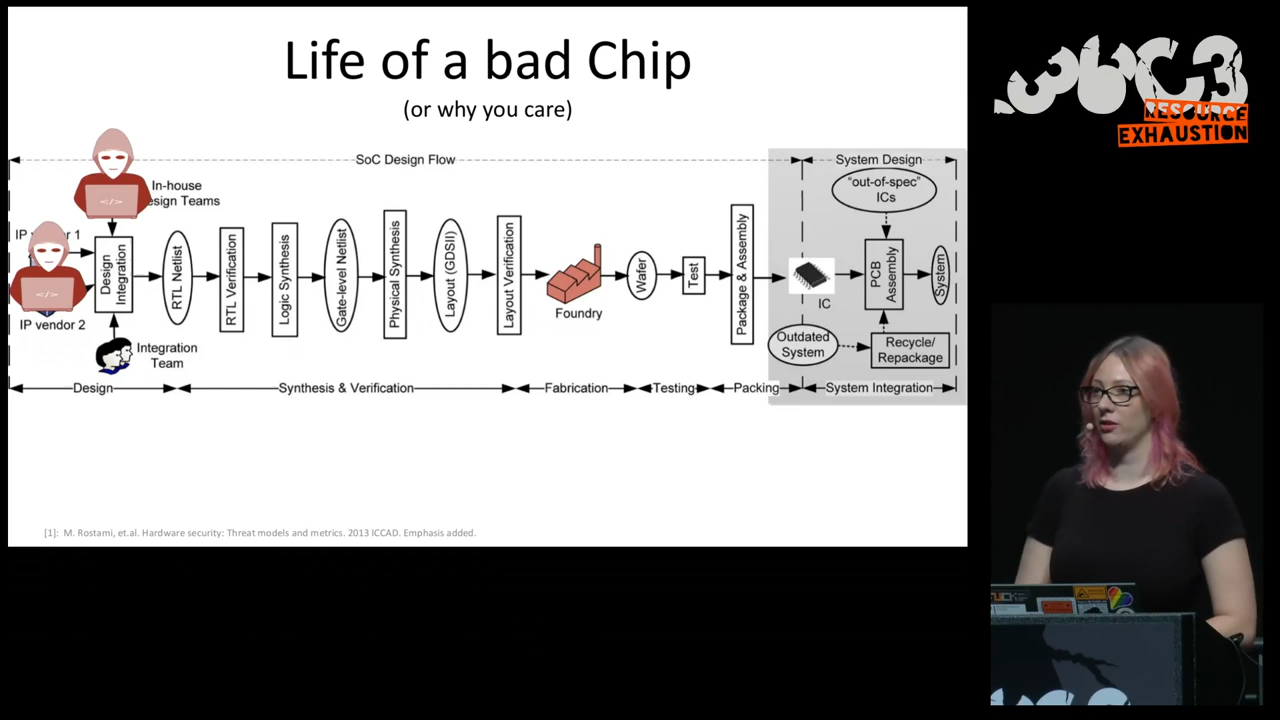 Life of a bad Chip
(or why you care)
SoC Design Flow
System Design
In-house
esign Teams
"out-of-spec"
ICs
IP
r 1
IP vendor 2
Design
Integration
RTL Netlist
RTL Verification
Logic Synthesis
Gate-level Netlist
Physical Synthesis
Layout (GDSII)
Layout Verification
Foundry
Wafer
Test
Package & Assembly
IC
PCB
Assembly
System
Integration
Team
Outdated
System
Recycle/
Repackage
Design
Synthesis & Verification
Fabrication
Testing
Packing
System Integration
[1]: M. Rostami, et.al. Hardware security: Threat models and metrics. 2013 ICCAD. Emphasis added.
36C3
RESOURCE
EXHAUSTION